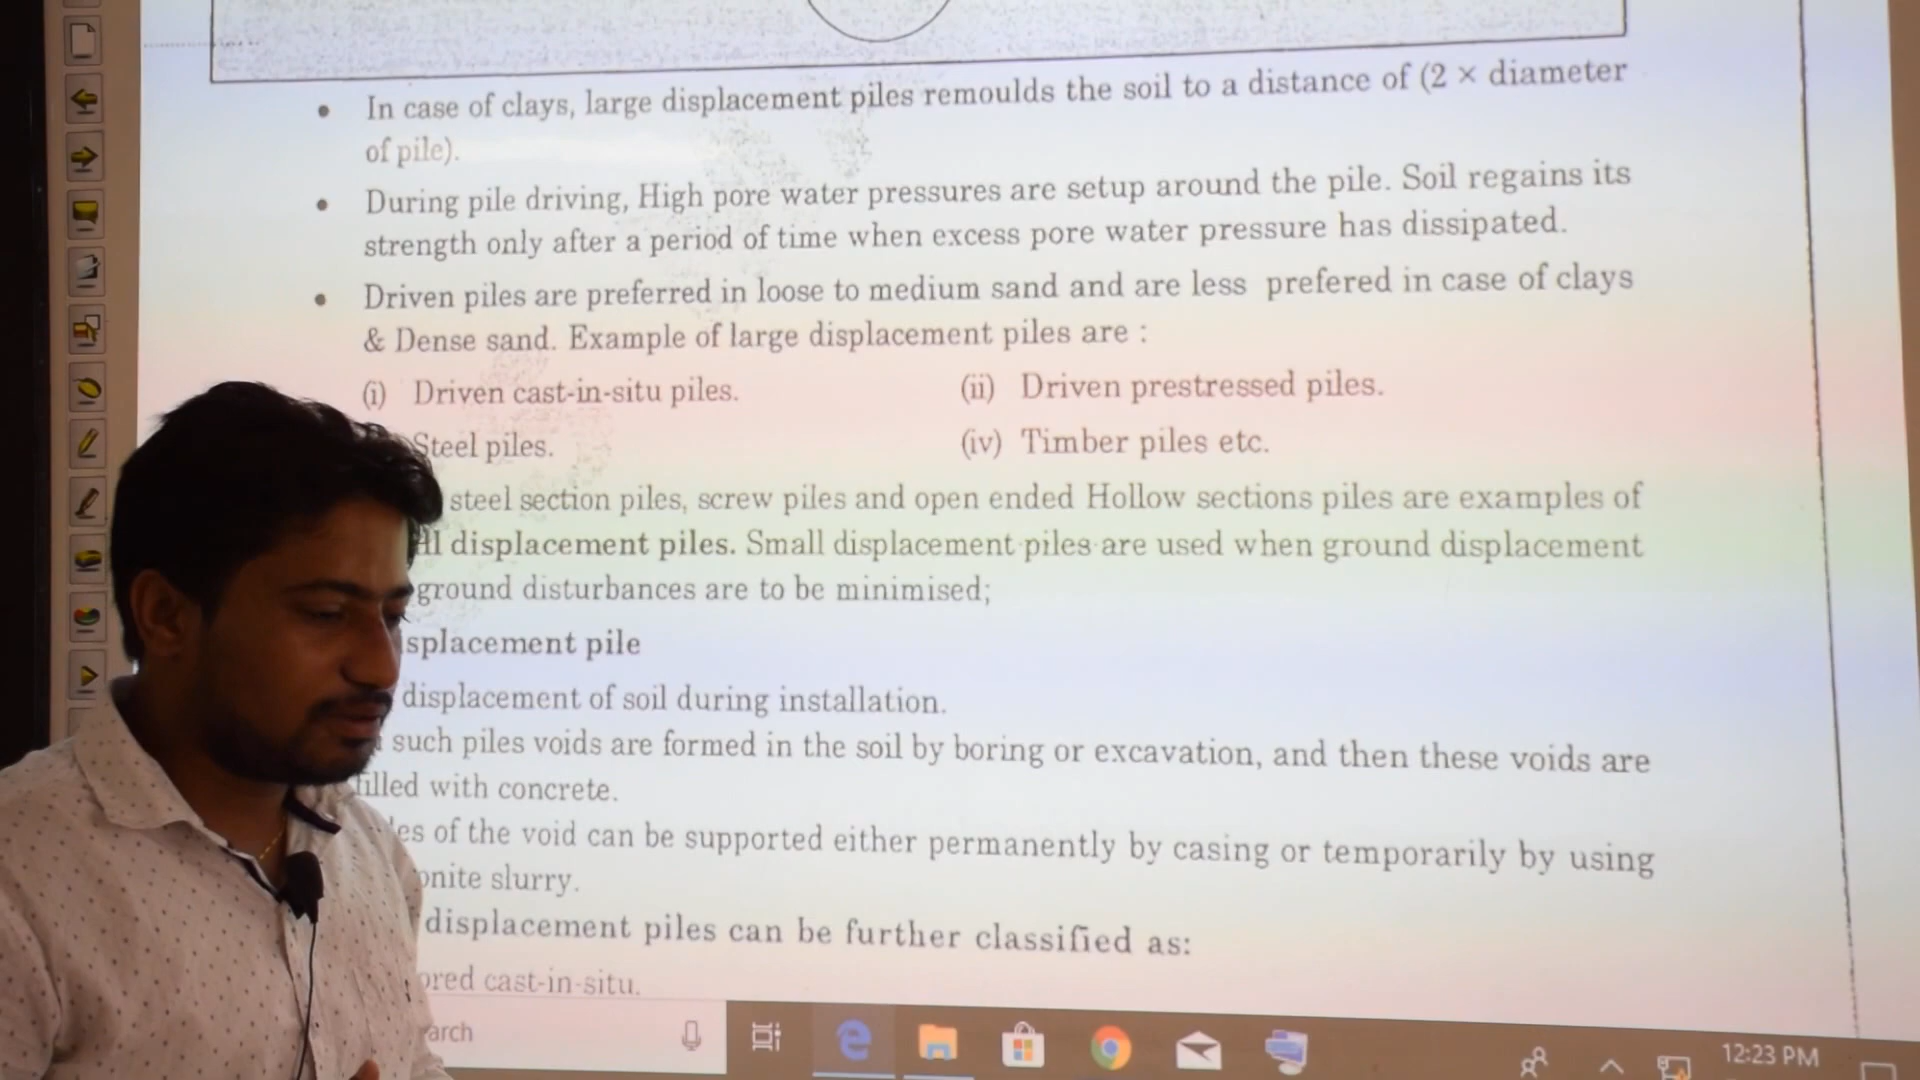 • In case of clays, large displacement piles remoulds the soil to a distance of (2 × diameter
of pile).
• During pile driving, High pore water pressures are setup around the pile. Soil regains its
strength only after a period of time when excess pore water pressure has dissipated.
• Driven piles are preferred in loose to medium sand and are less prefered in case of clays
& Dense sand. Example of large displacement piles are :
(i) Driven cast-in-situ piles. (ii) Driven prestressed piles.
Steel piles. (iv) Timber piles etc.
steel section piles, screw piles and open ended Hollow sections piles are examples of
displacement piles. Small displacement piles are used when ground displacement
ground disturbances are to be minimised;
splacement pile
displacement of soil during installation.
such piles voids are formed in the soil by boring or excavation, and then these voids are
filled with concrete.
es of the void can be supported either permanently by casing or temporarily by using
onite slurry.
displacement piles can be further classified as:
ored cast-in-situ.
arch
12:23 PM